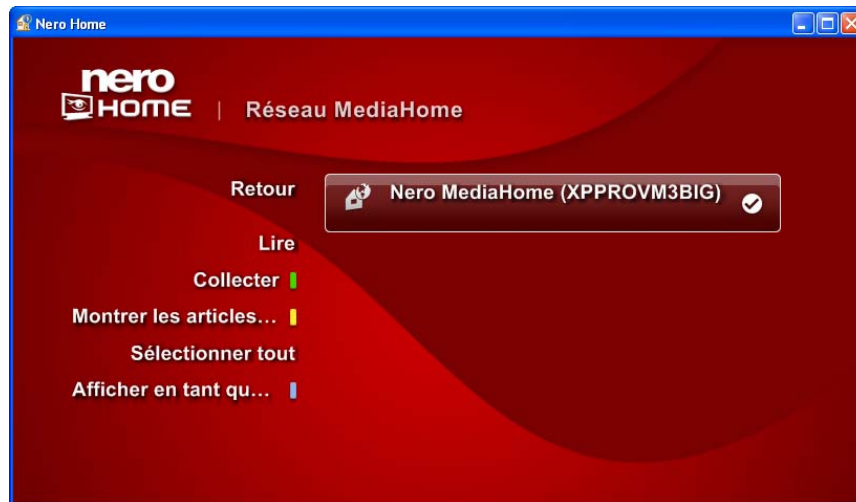 Nero Home
nero
HOME | Réseau MediaHome
Retour
Nero MediaHome (XPPROVM3BIG)
Lire
Collecter
Montrer les articles...
Sélectionner tout
Afficher en tant qu...